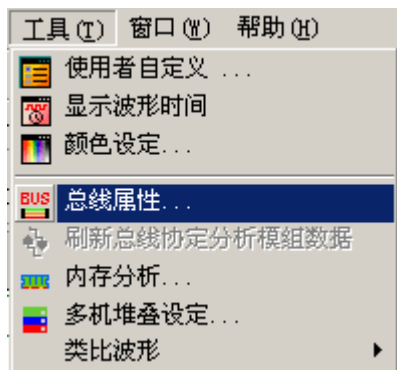 工具(T) 窗口(W) 帮助(H)
使用者自定义 ...
显示波形时间
颜色设定...
BUS 总线属性...
刷新总线协定分析模组数据
内存分析...
多机堆叠设定...
类比波形